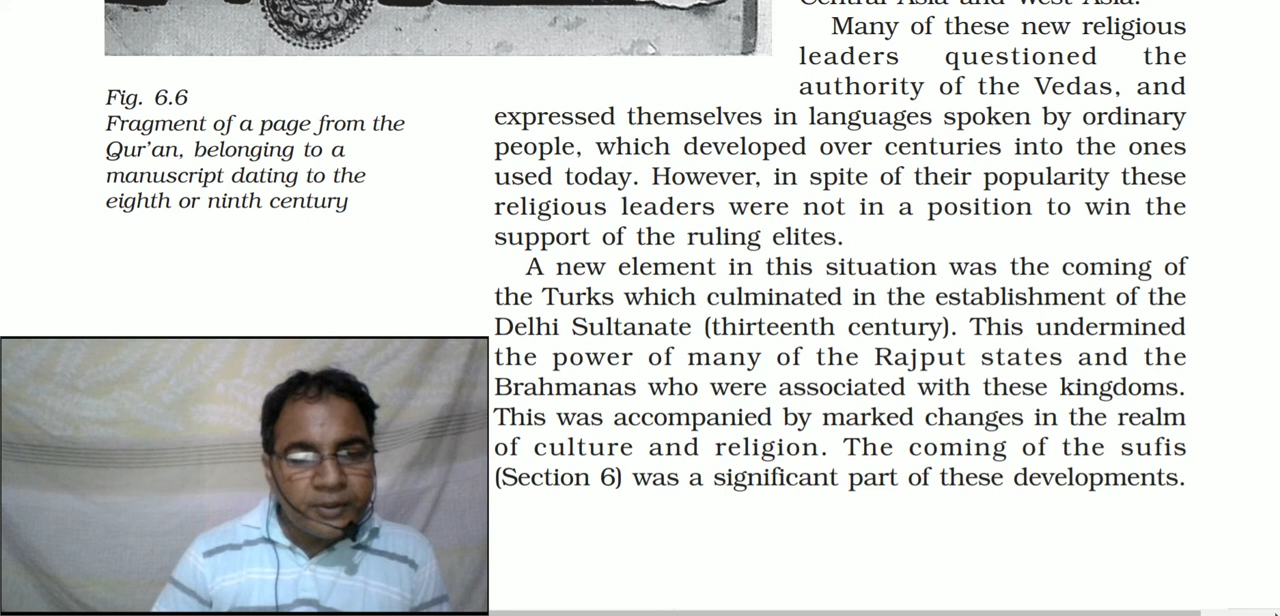 Central Asia and West Asia.
Many of these new religious
leaders questioned the
authority of the Vedas, and
expressed themselves in languages spoken by ordinary
people, which developed over centuries into the ones
used today. However, in spite of their popularity these
religious leaders were not in a position to win the
support of the ruling elites.
A new element in this situation was the coming of
the Turks which culminated in the establishment of the
Delhi Sultanate (thirteenth century). This undermined
the power of many of the Rajput states and the
Brahmanas who were associated with these kingdoms.
This was accompanied by marked changes in the realm
of culture and religion. The coming of the sufis
(Section 6) was a significant part of these developments.
Fig. 6.6
Fragment of a page from the
Qur'an, belonging to a
manuscript dating to the
eighth or ninth century